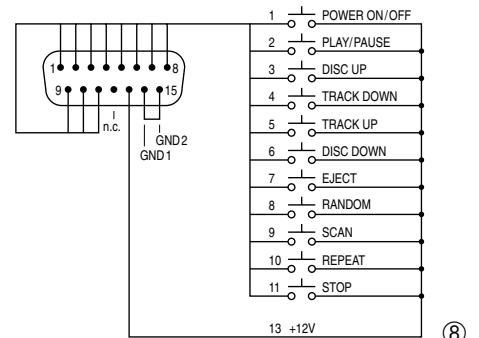 1 POWER ON/OFF
2 PLAY/PAUSE
3 DISC UP
4 TRACK DOWN
5 TRACK UP
6 DISC DOWN
7 EJECT
8 RANDOM
9 SCAN
10 REPEAT
11 STOP
13 +12V
1 8
9 15
n.c.
GND2
GND1
⑧